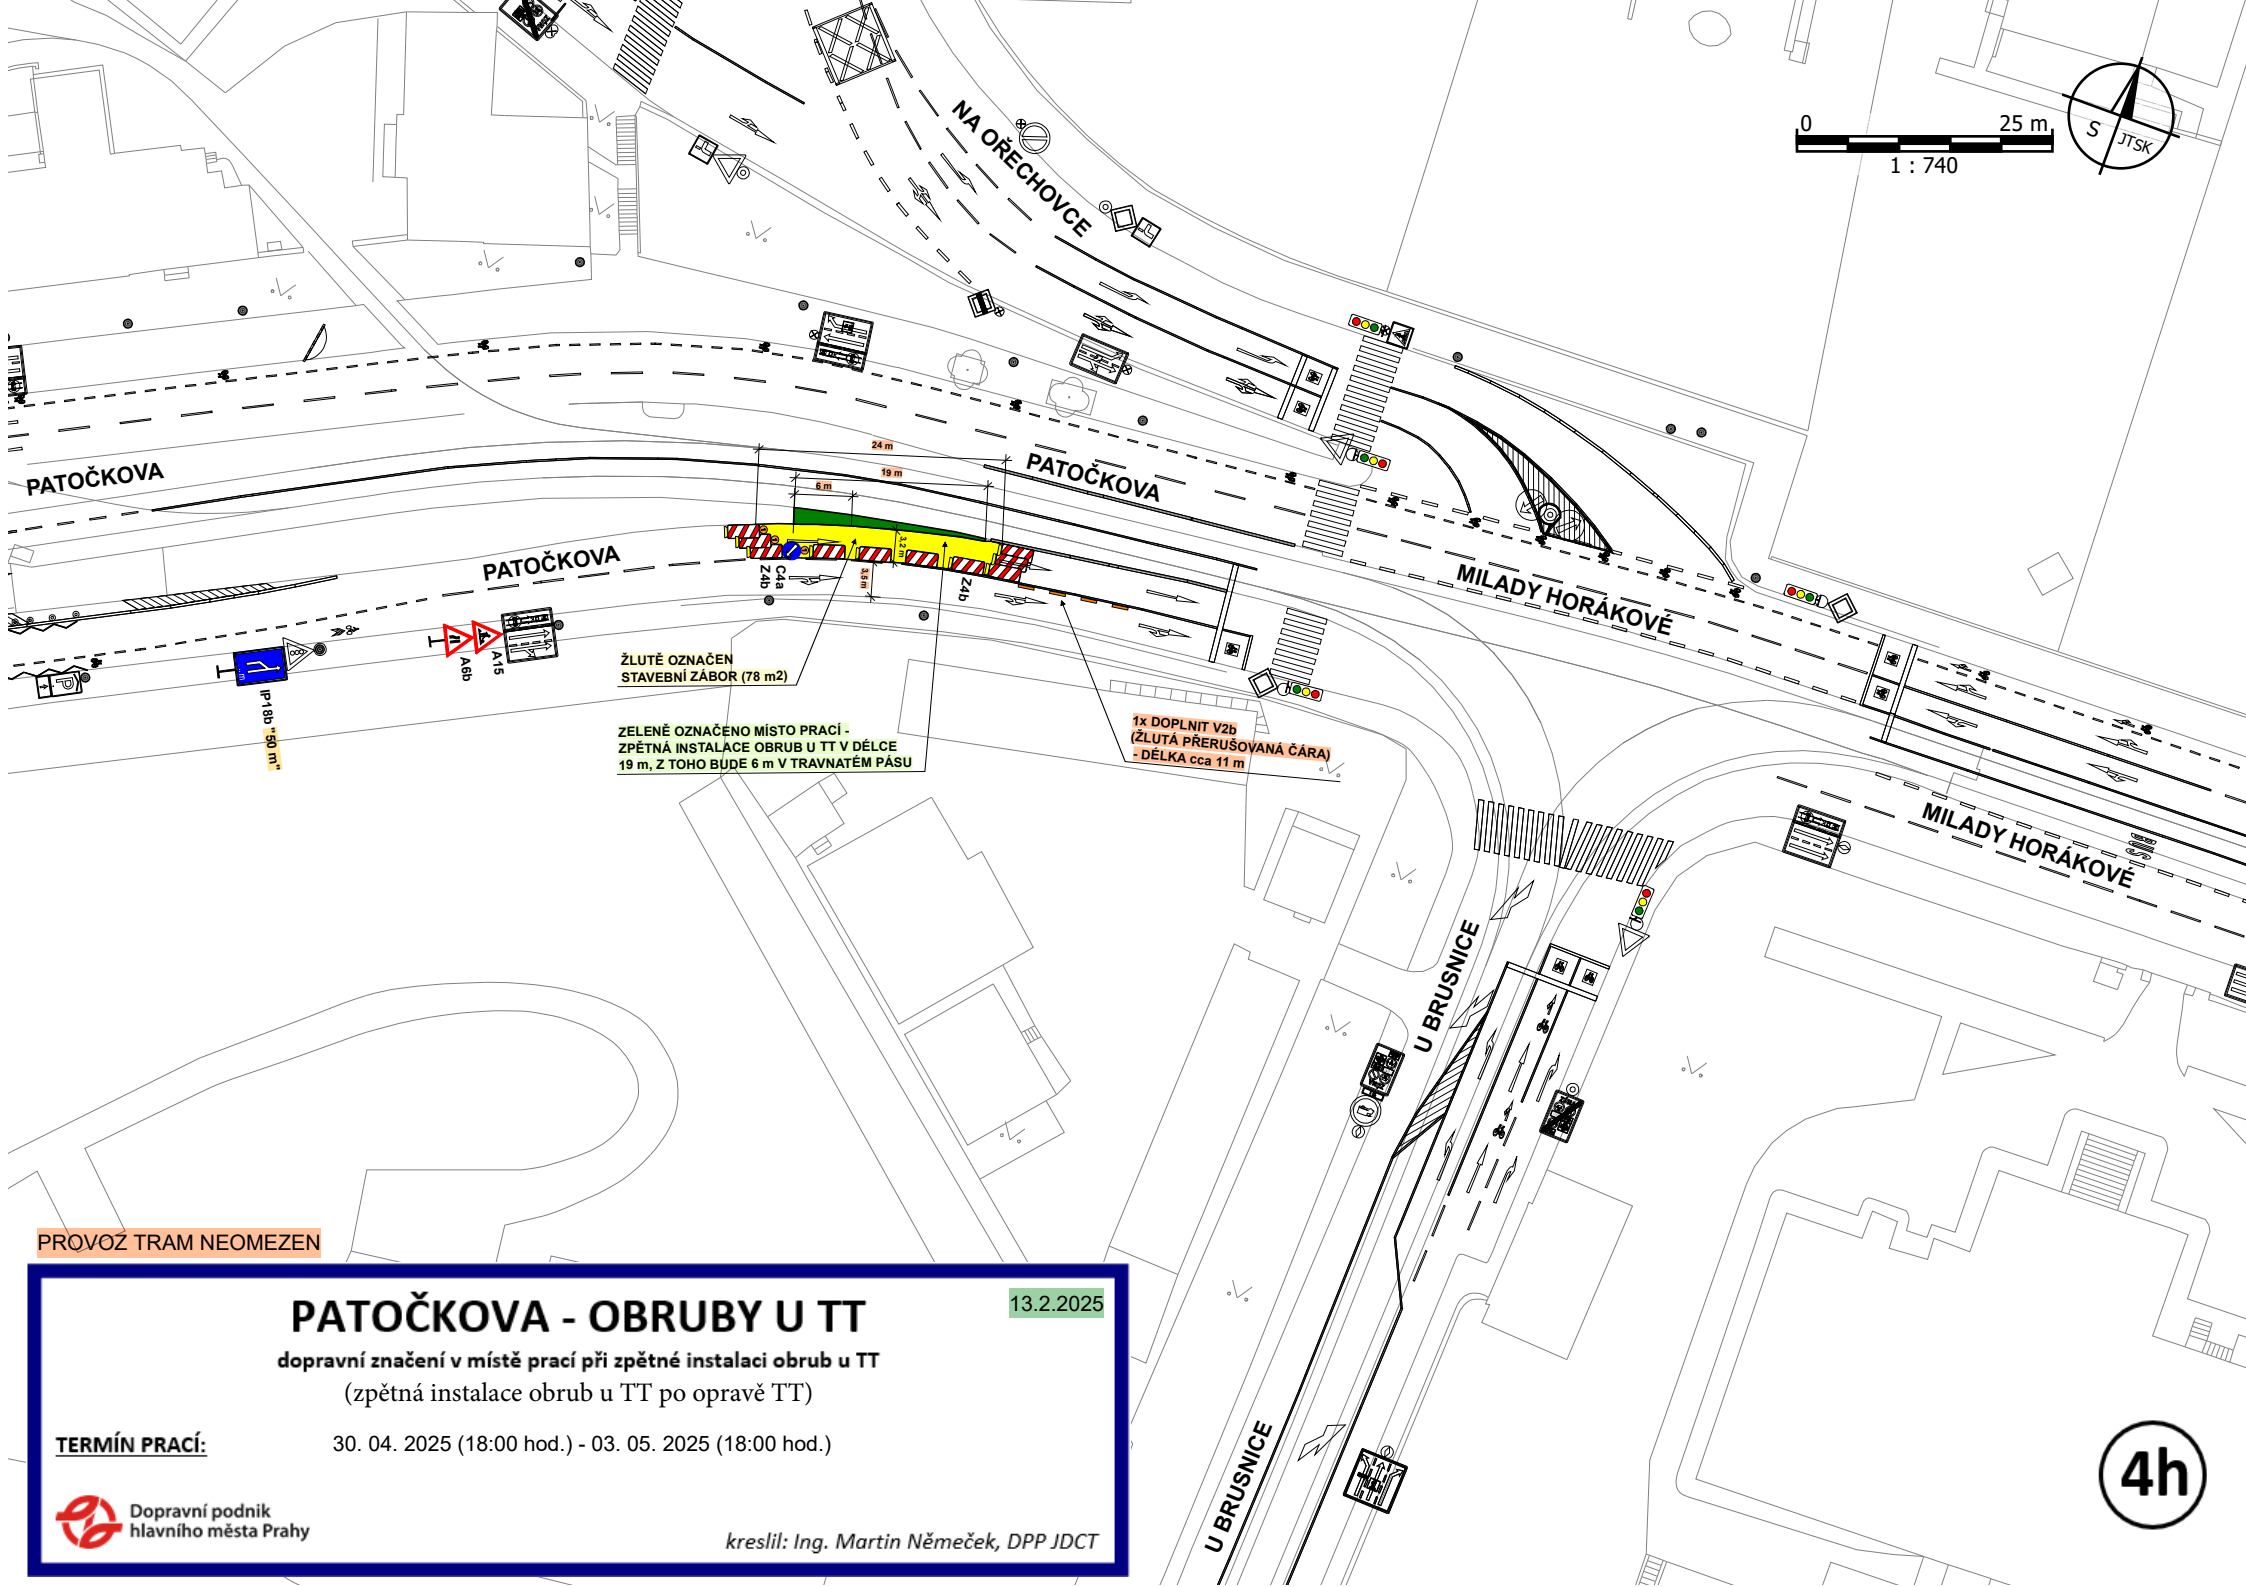 NA OŘECHOVCE
0 25 m
1 : 740
S JTSK
24 m
19 m
6 m
PATOČKOVA
PATOČKOVA
PATOČKOVA
3,2 m
3,5 m
Z4b
C4a
Z4b
MILADY HORÁKOVÉ
MILADY HORÁKOVÉ
BUS
A15
A6b
IP18b "50 m"
P
ŽLUTĚ OZNAČEN
STAVEBNÍ ZÁBOR (78 m2)
ZELENĚ OZNAČENO MÍSTO PRACÍ -
ZPĚTNÁ INSTALACE OBRUB U TT V DÉLCE
19 m, Z TOHO BUDE 6 m V TRAVNATÉM PÁSU
1x DOPLNIT V2b
(ŽLUTÁ PŘERUŠOVANÁ ČÁRA)
- DÉLKA cca 11 m
U BRUSNICE
U BRUSNICE
PROVOZ TRAM NEOMEZEN
13.2.2025
PATOČKOVA - OBRUBY U TT
dopravní značení v místě prací při zpětné instalaci obrub u TT
(zpětná instalace obrub u TT po opravě TT)
TERMÍN PRACÍ: 30. 04. 2025 (18:00 hod.) - 03. 05. 2025 (18:00 hod.)
Dopravní podnik
hlavního města Prahy
kreslil: Ing. Martin Němeček, DPP JDCT
4h